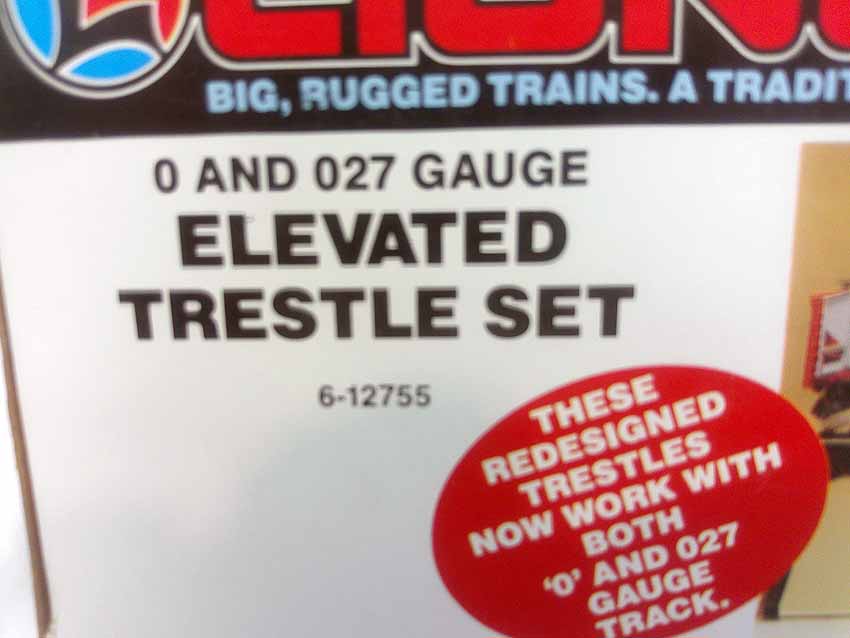 BIG, RUGGED TRAINS. A TRADIT
0 AND 027 GAUGE
ELEVATED
TRESTLE SET
6-12755
THESE
REDESIGNED
TRESTLES
NOW WORK WITH
BOTH
'0' AND 027
GAUGE
TRACK.